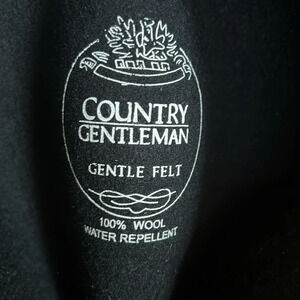 COUNTRY
GENTLEMAN
GENTLE FELT
100% WOOL
WATER REPELLENT